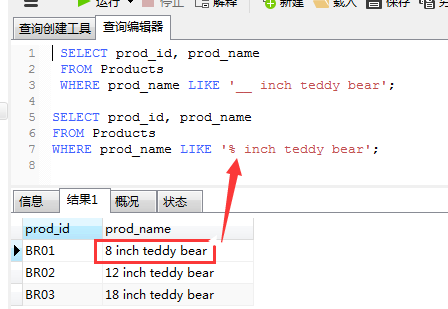 运行 停止 解释 新建 载入 保存
查询创建工具 查询编辑器
1 SELECT prod_id, prod_name
2 FROM Products
3 WHERE prod_name LIKE '__ inch teddy bear';
4
5 SELECT prod_id, prod_name
6 FROM Products
7 WHERE prod_name LIKE '% inch teddy bear';
8
信息 结果1 概况 状态
prod_id prod_name
BR01 8 inch teddy bear
BR02 12 inch teddy bear
BR03 18 inch teddy bear